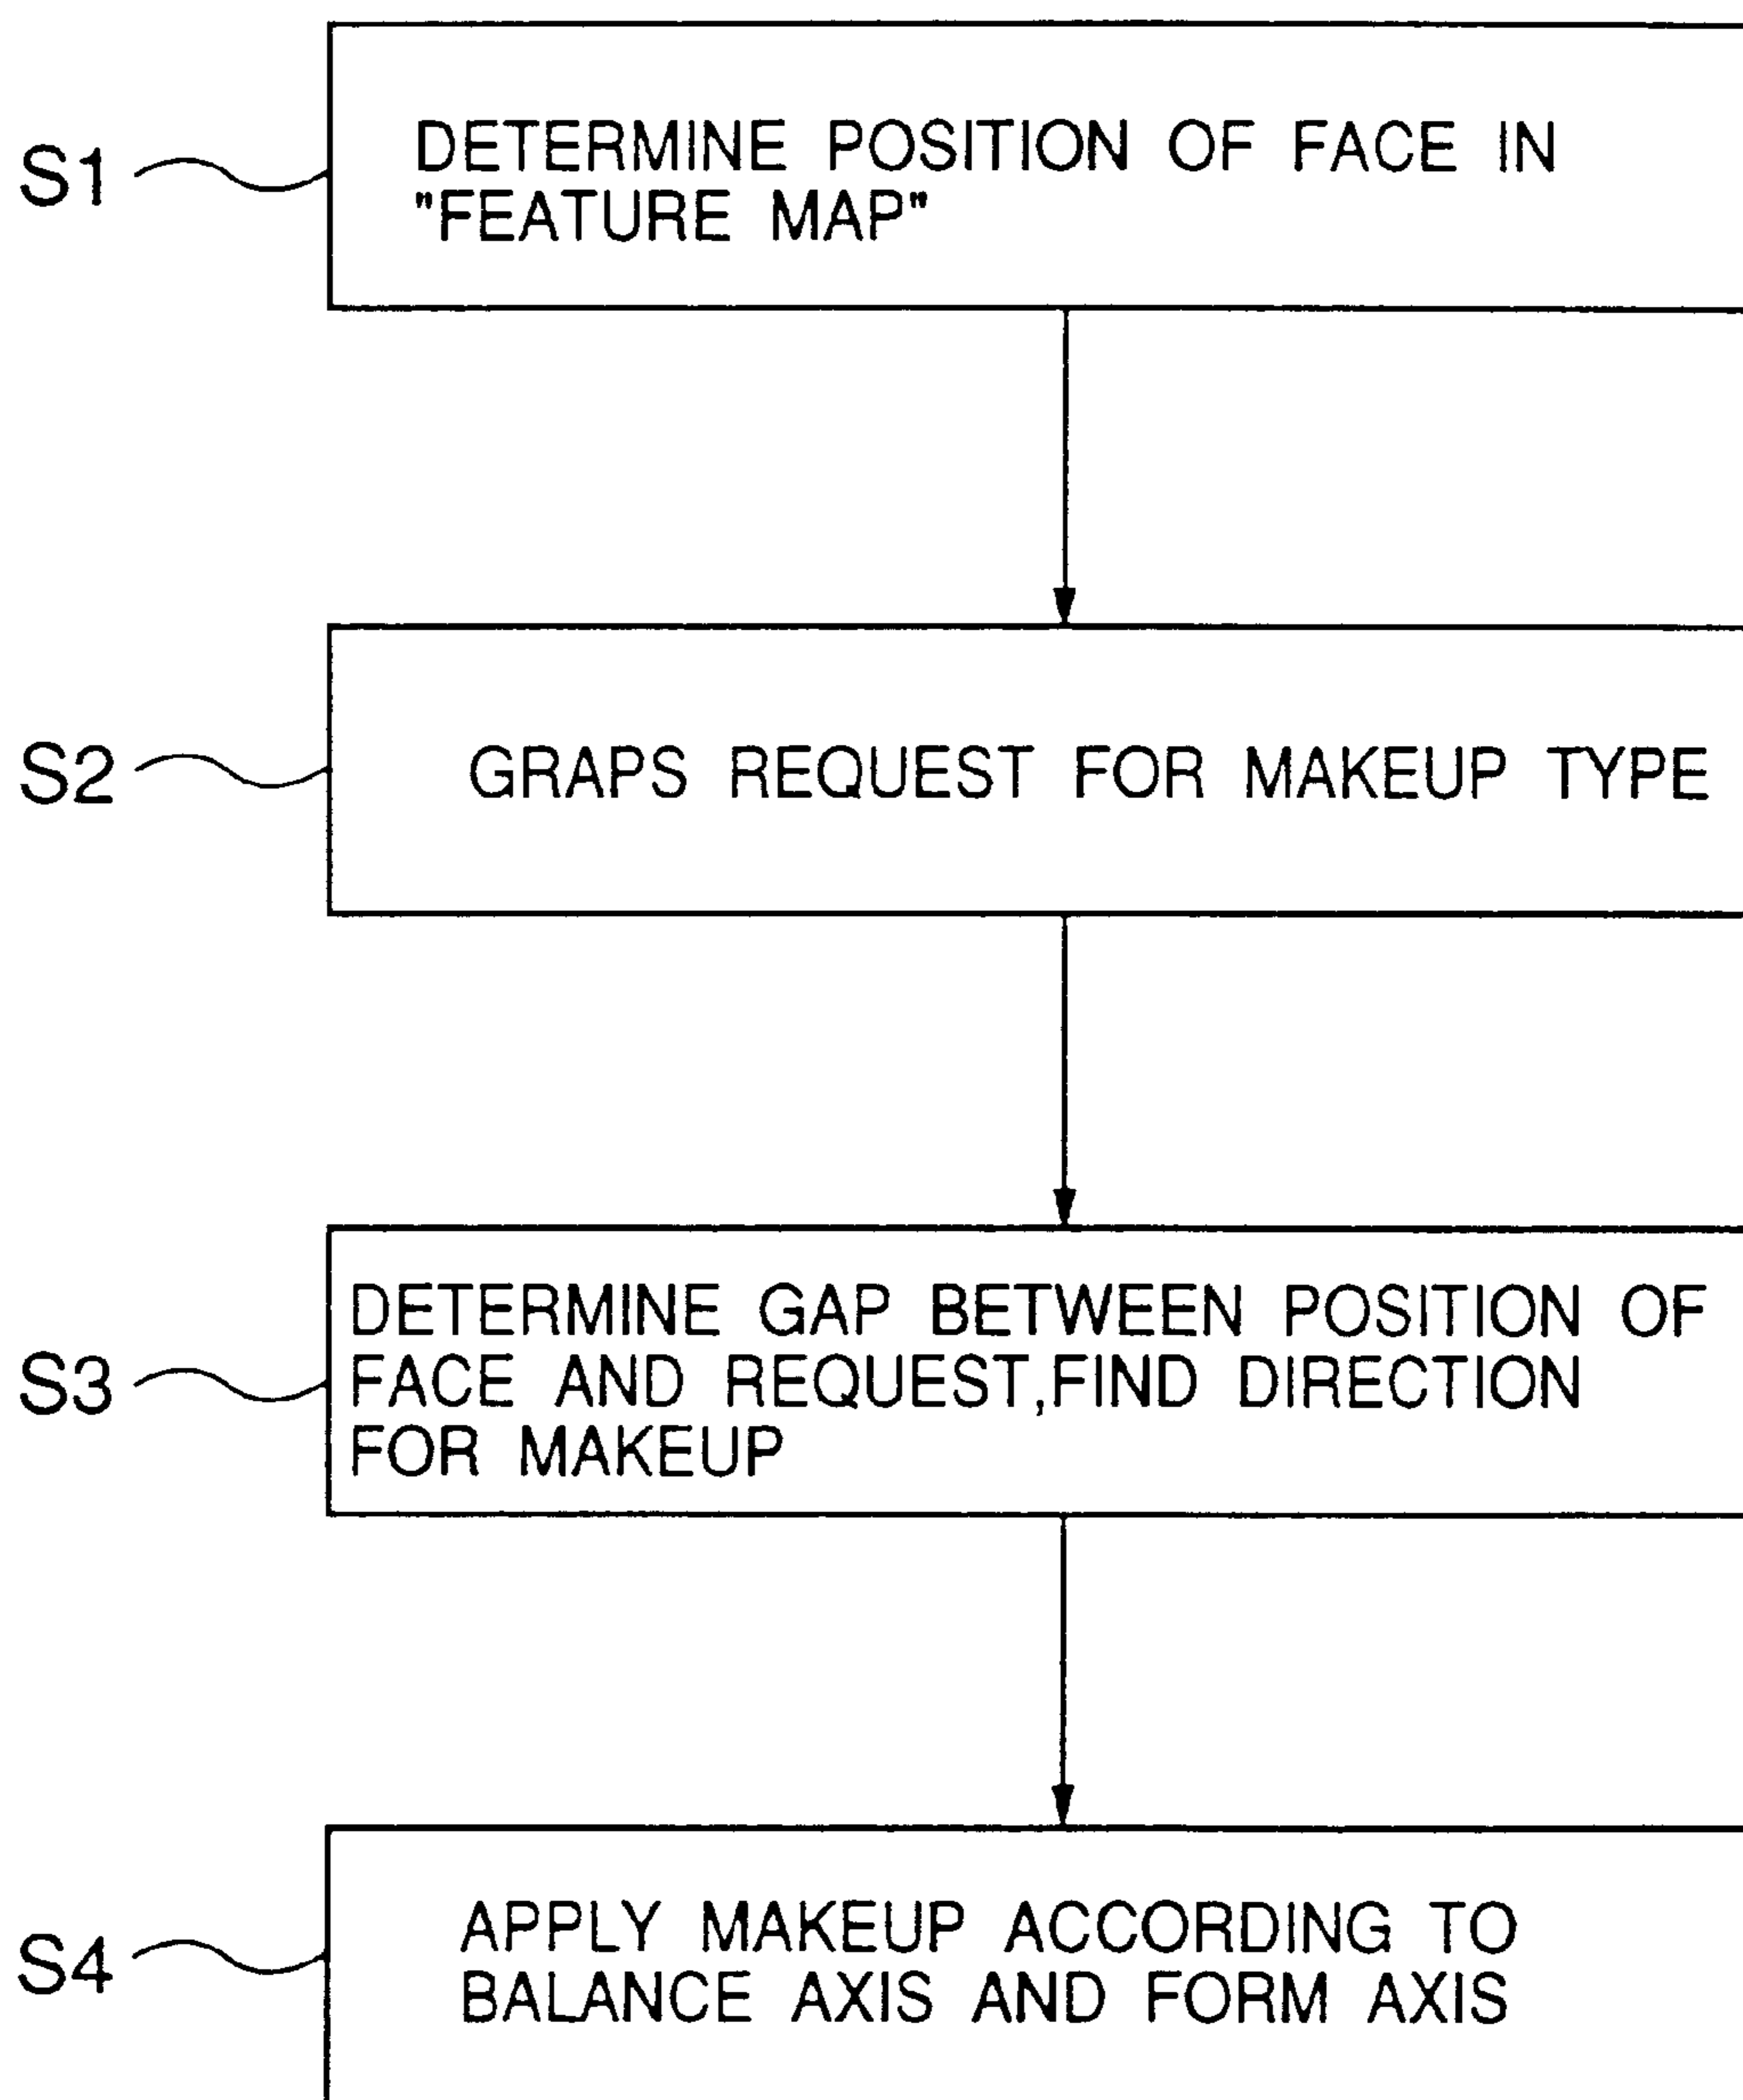 S1
DETERMINE POSITION OF FACE IN
"FEATURE MAP"
S2
GRAPS REQUEST FOR MAKEUP TYPE
S3
DETERMINE GAP BETWEEN POSITION OF
FACE AND REQUEST,FIND DIRECTION
FOR MAKEUP
S4
APPLY MAKEUP ACCORDING TO
BALANCE AXIS AND FORM AXIS